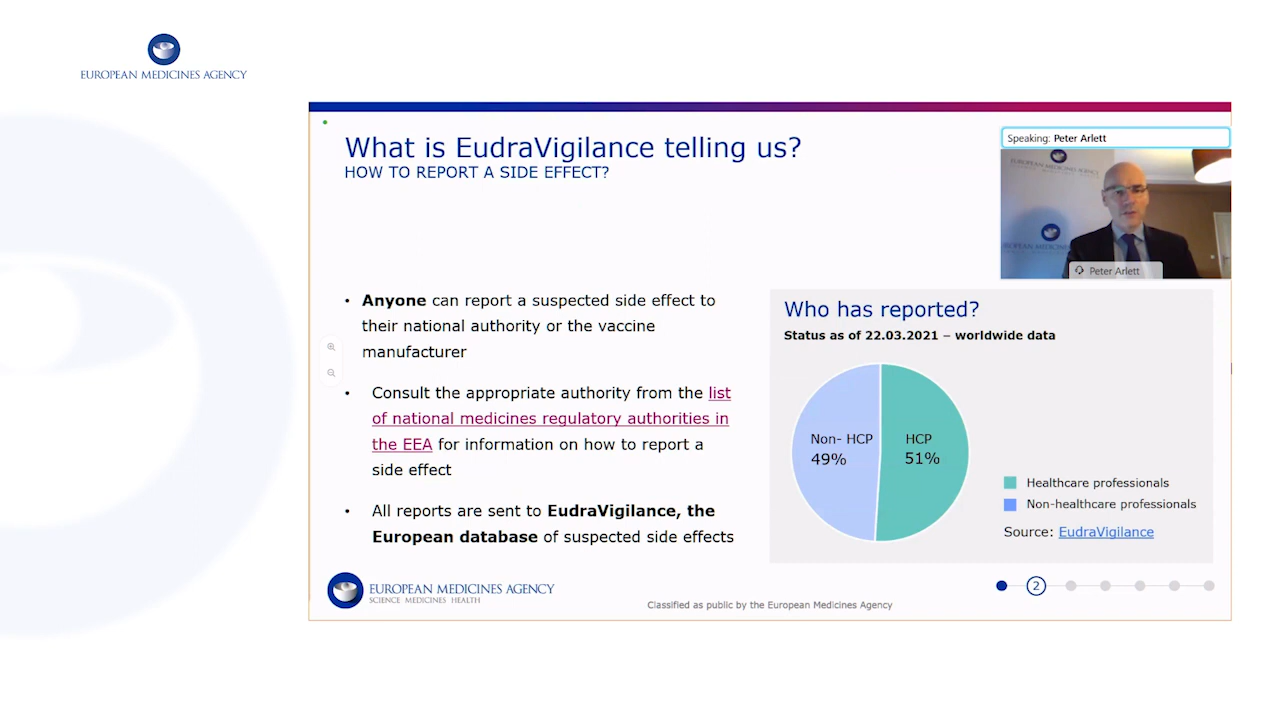 EUROPEAN MEDICINES AGENCY
What is EudraVigilance telling us?
HOW TO REPORT A SIDE EFFECT?
Speaking: Peter Arlett
EUROPEAN MEDICINES AGENCY
EUROPEAN MEDICINES
Peter Arlett
• Anyone can report a suspected side effect to
their national authority or the vaccine
manufacturer
• Consult the appropriate authority from the list
of national medicines regulatory authorities in
the EEA for information on how to report a
side effect
• All reports are sent to EudraVigilance, the
European database of suspected side effects
Who has reported?
Status as of 22.03.2021 – worldwide data
Non- HCP
49%
HCP
51%
Healthcare professionals
Non-healthcare professionals
Source: EudraVigilance
EUROPEAN MEDICINES AGENCY
SCIENCE MEDICINES HEALTH
Classified as public by the European Medicines Agency
2